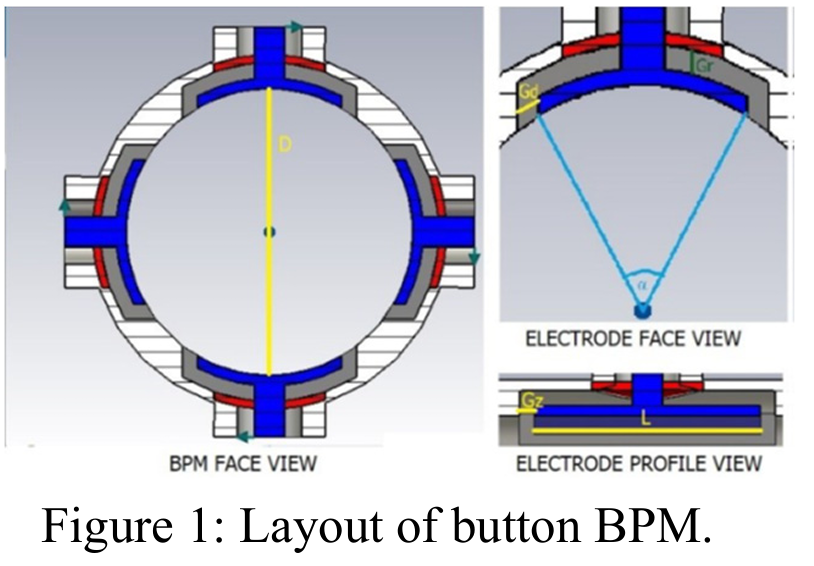 D
Gr
Gd
α
ELECTRODE FACE VIEW
Gz
L
BPM FACE VIEW
ELECTRODE PROFILE VIEW
Figure 1: Layout of button BPM.